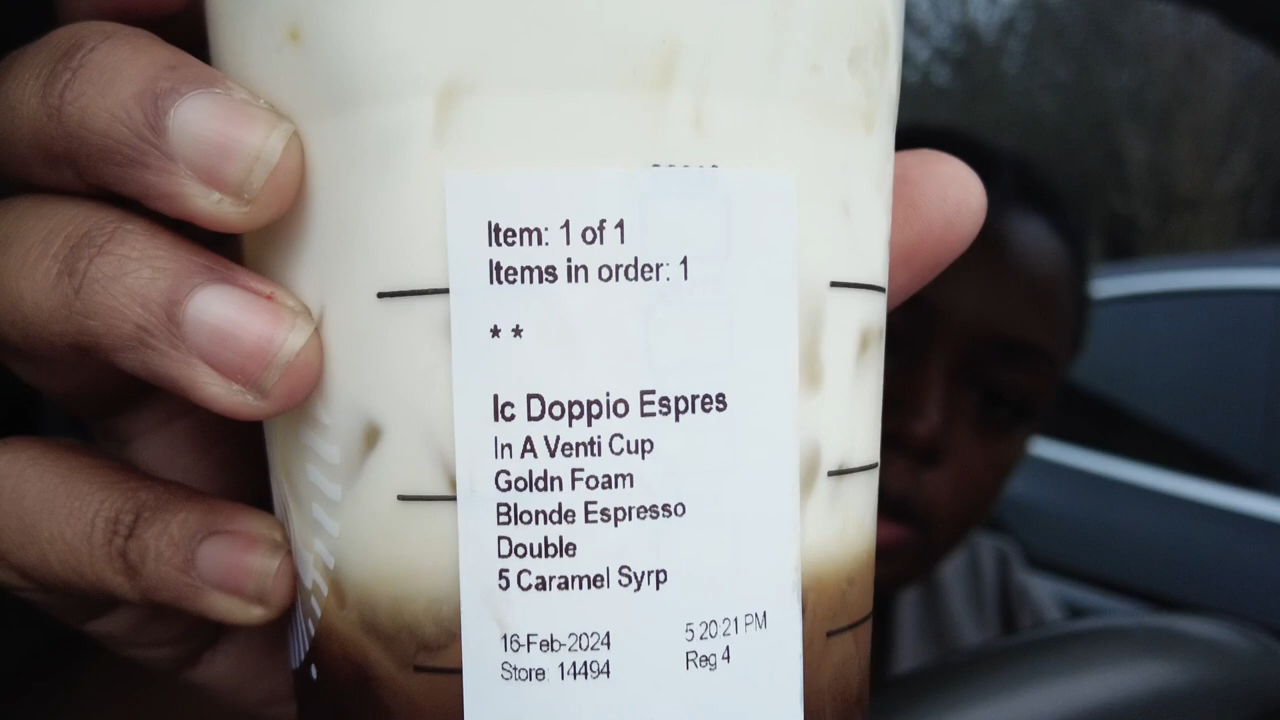 Item: 1 of 1
Items in order: 1
* *
Ic Doppio Espres
In A Venti Cup
Goldn Foam
Blonde Espresso
Double
5 Caramel Syrp
16-Feb-2024 5 20 21 PM
Store: 14494 Reg 4